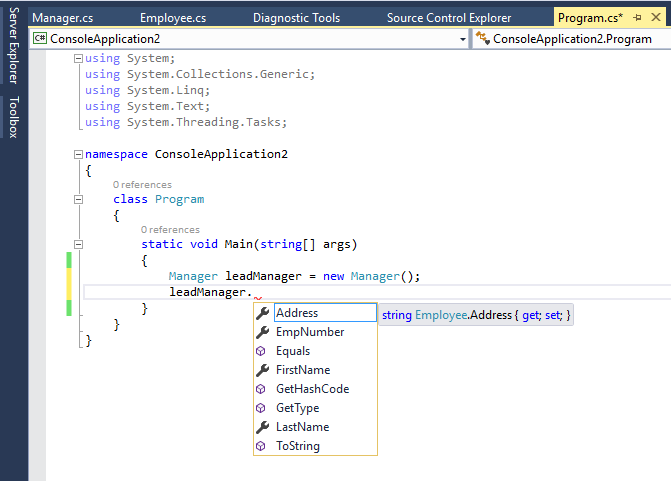 Manager.cs Employee.cs Diagnostic Tools Source Control Explorer Program.cs*
Server Explorer
Toolbox
C# ConsoleApplication2 ConsoleApplication2.Program
using System;
using System.Collections.Generic;
using System.Linq;
using System.Text;
using System.Threading.Tasks;
namespace ConsoleApplication2
{
0 references
class Program
{
0 references
static void Main(string[] args)
{
Manager leadManager = new Manager();
leadManager.
}
}
}
Address string Employee.Address { get; set; }
EmpNumber
Equals
FirstName
GetHashCode
GetType
LastName
ToString